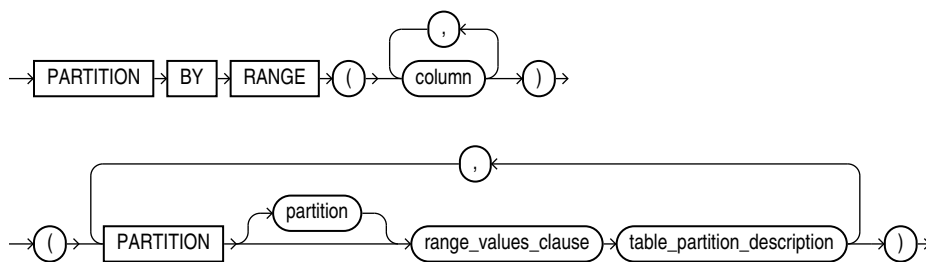 ,
PARTITION BY RANGE ( column )
,
partition
( PARTITION range_values_clause table_partition_description )